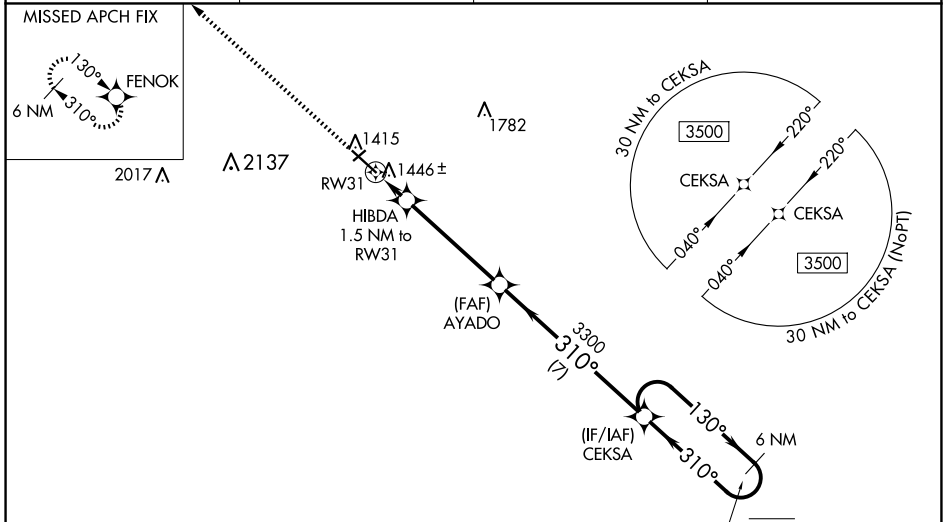 MISSED APCH FIX
130°
FENOK
6 NM
310°
2017
2137
1415
1446 ±
RW31
1782
HIBDA
1.5 NM to
RW31
(FAF)
AYADO
3300
310°
(7)
(IF/IAF)
CEKSA
130°
6 NM
310°
30 NM to CEKSA
3500
220°
CEKSA
040°
220°
CEKSA
040°
3500
30 NM to CEKSA (NoPT)